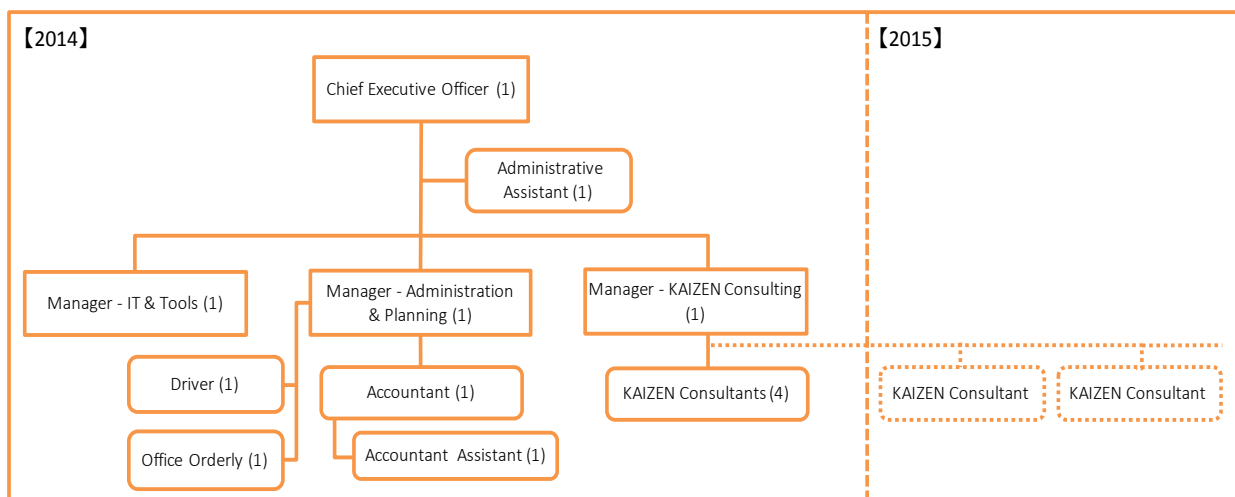 【2014】
【2015】
Chief Executive Officer (1)
Administrative
Assistant (1)
Manager - IT & Tools (1)
Manager - Administration
& Planning (1)
Manager - KAIZEN Consulting
(1)
Driver (1)
Accountant (1)
KAIZEN Consultants (4)
KAIZEN Consultant
KAIZEN Consultant
Office Orderly (1)
Accountant Assistant (1)